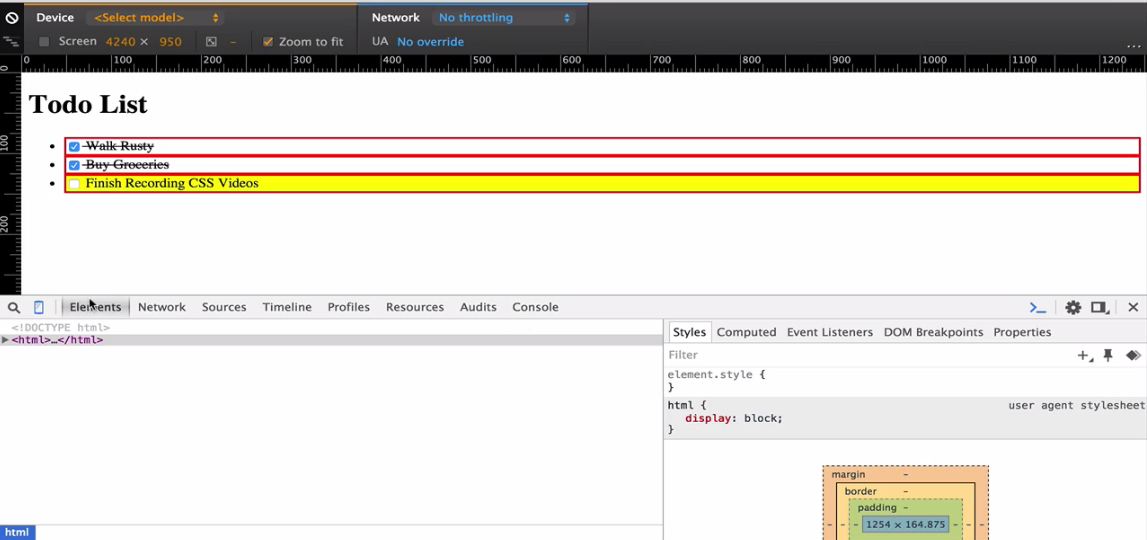 Device <Select model> Network No throttling
Screen 4240 × 950 – Zoom to fit UA No override
...
0 100 200 300 400 500 600 700 800 900 1000 1100 1200
0
100
200
Todo List
• Walk Rusty
• Buy Groceries
• Finish Recording CSS Videos
Elements Network Sources Timeline Profiles Resources Audits Console
<!DOCTYPE html>
<html>…</html>
Styles Computed Event Listeners DOM Breakpoints Properties
Filter
element.style {
}
html { user agent stylesheet
display: block;
}
margin –
border –
padding –
– – – 1254 × 164.875 – – –
html